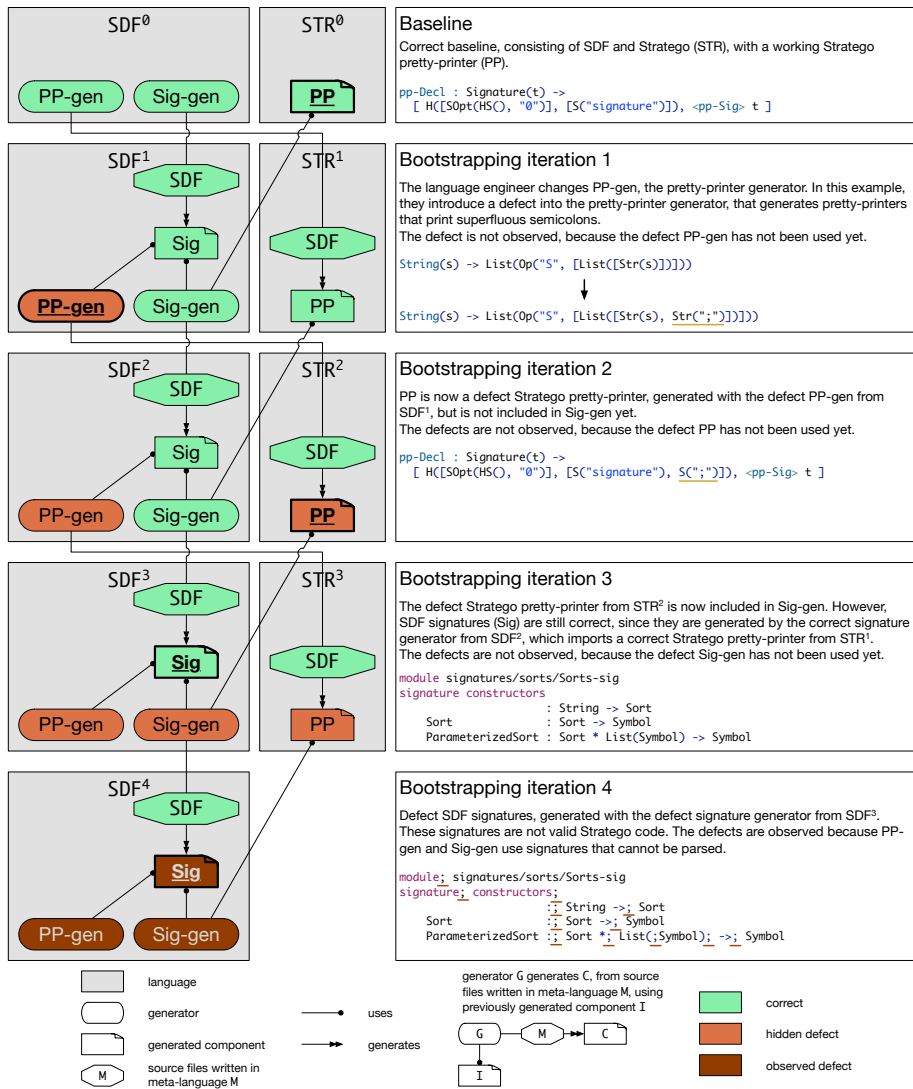 SDF⁰
STR⁰
PP-gen
Sig-gen
PP
Baseline
Correct baseline, consisting of SDF and Stratego (STR), with a working Stratego
pretty-printer (PP).
pp-Decl : Signature(t) ->
[ H([SOpt(HS(), "0")], [S("signature")]), <pp-Sig> t ]
SDF¹
STR¹
SDF
Sig
SDF
PP-gen
Sig-gen
PP
Bootstrapping iteration 1
The language engineer changes PP-gen, the pretty-printer generator. In this example,
they introduce a defect into the pretty-printer generator, that generates pretty-printers
that print superfluous semicolons.
The defect is not observed, because the defect PP-gen has not been used yet.
String(s) -> List(Op("S", [List([Str(s)])]))
String(s) -> List(Op("S", [List([Str(s), Str(";")])]))
SDF²
STR²
SDF
Sig
SDF
PP-gen
Sig-gen
PP
Bootstrapping iteration 2
PP is now a defect Stratego pretty-printer, generated with the defect PP-gen from
SDF¹, but is not included in Sig-gen yet.
The defects are not observed, because the defect PP has not been used yet.
pp-Decl : Signature(t) ->
[ H([SOpt(HS(), "0")], [S("signature"), S(";")]), <pp-Sig> t ]
SDF³
STR³
SDF
Sig
SDF
PP-gen
Sig-gen
PP
Bootstrapping iteration 3
The defect Stratego pretty-printer from STR² is now included in Sig-gen. However,
SDF signatures (Sig) are still correct, since they are generated by the correct signature
generator from SDF², which imports a correct Stratego pretty-printer from STR¹.
The defects are not observed, because the defect Sig-gen has not been used yet.
module signatures/sorts/Sorts-sig
signature constructors
: String -> Sort
Sort : Sort -> Symbol
ParameterizedSort : Sort * List(Symbol) -> Symbol
SDF⁴
SDF
Sig
PP-gen
Sig-gen
Bootstrapping iteration 4
Defect SDF signatures, generated with the defect signature generator from SDF³.
These signatures are not valid Stratego code. The defects are observed because PP-
gen and Sig-gen use signatures that cannot be parsed.
module; signatures/sorts/Sorts-sig
signature; constructors;
:; String ->; Sort
Sort :; Sort ->; Symbol
ParameterizedSort :; Sort *; List(;Symbol); ->; Symbol
language
generator
generated component
M
source files written in
meta-language M
uses
generates
generator G generates C, from source
files written in meta-language M, using
previously generated component I
G
M
C
I
correct
hidden defect
observed defect